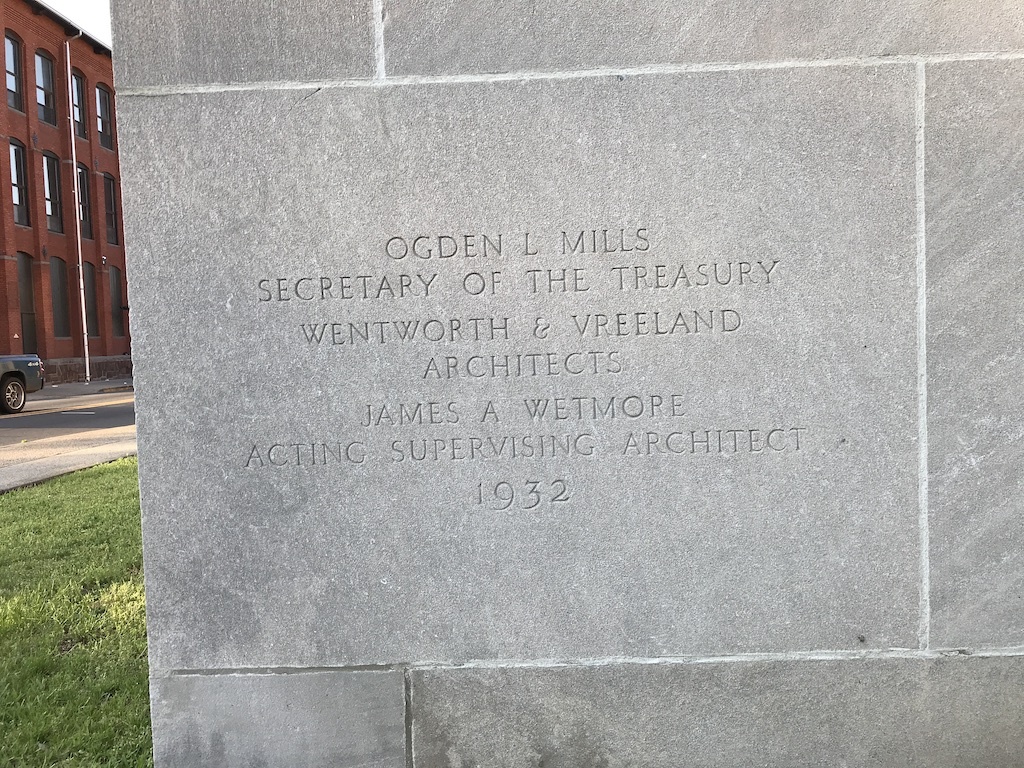 OGDEN L MILLS
SECRETARY OF THE TREASURY
WENTWORTH & VREELAND
ARCHITECTS
JAMES A WETMORE
ACTING SUPERVISING ARCHITECT
1932